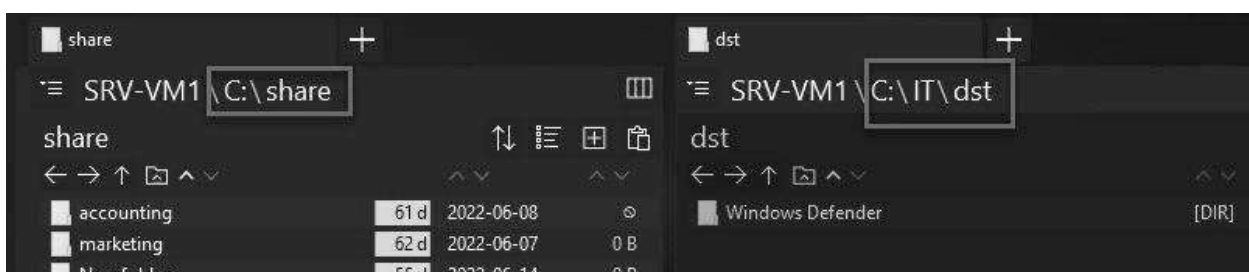 share
SRV-VM1 \ C:\share
share
accounting 61 d 2022-06-08
marketing 62 d 2022-06-07 0 B
dst
SRV-VM1 \ C:\IT\dst
dst
Windows Defender [DIR]